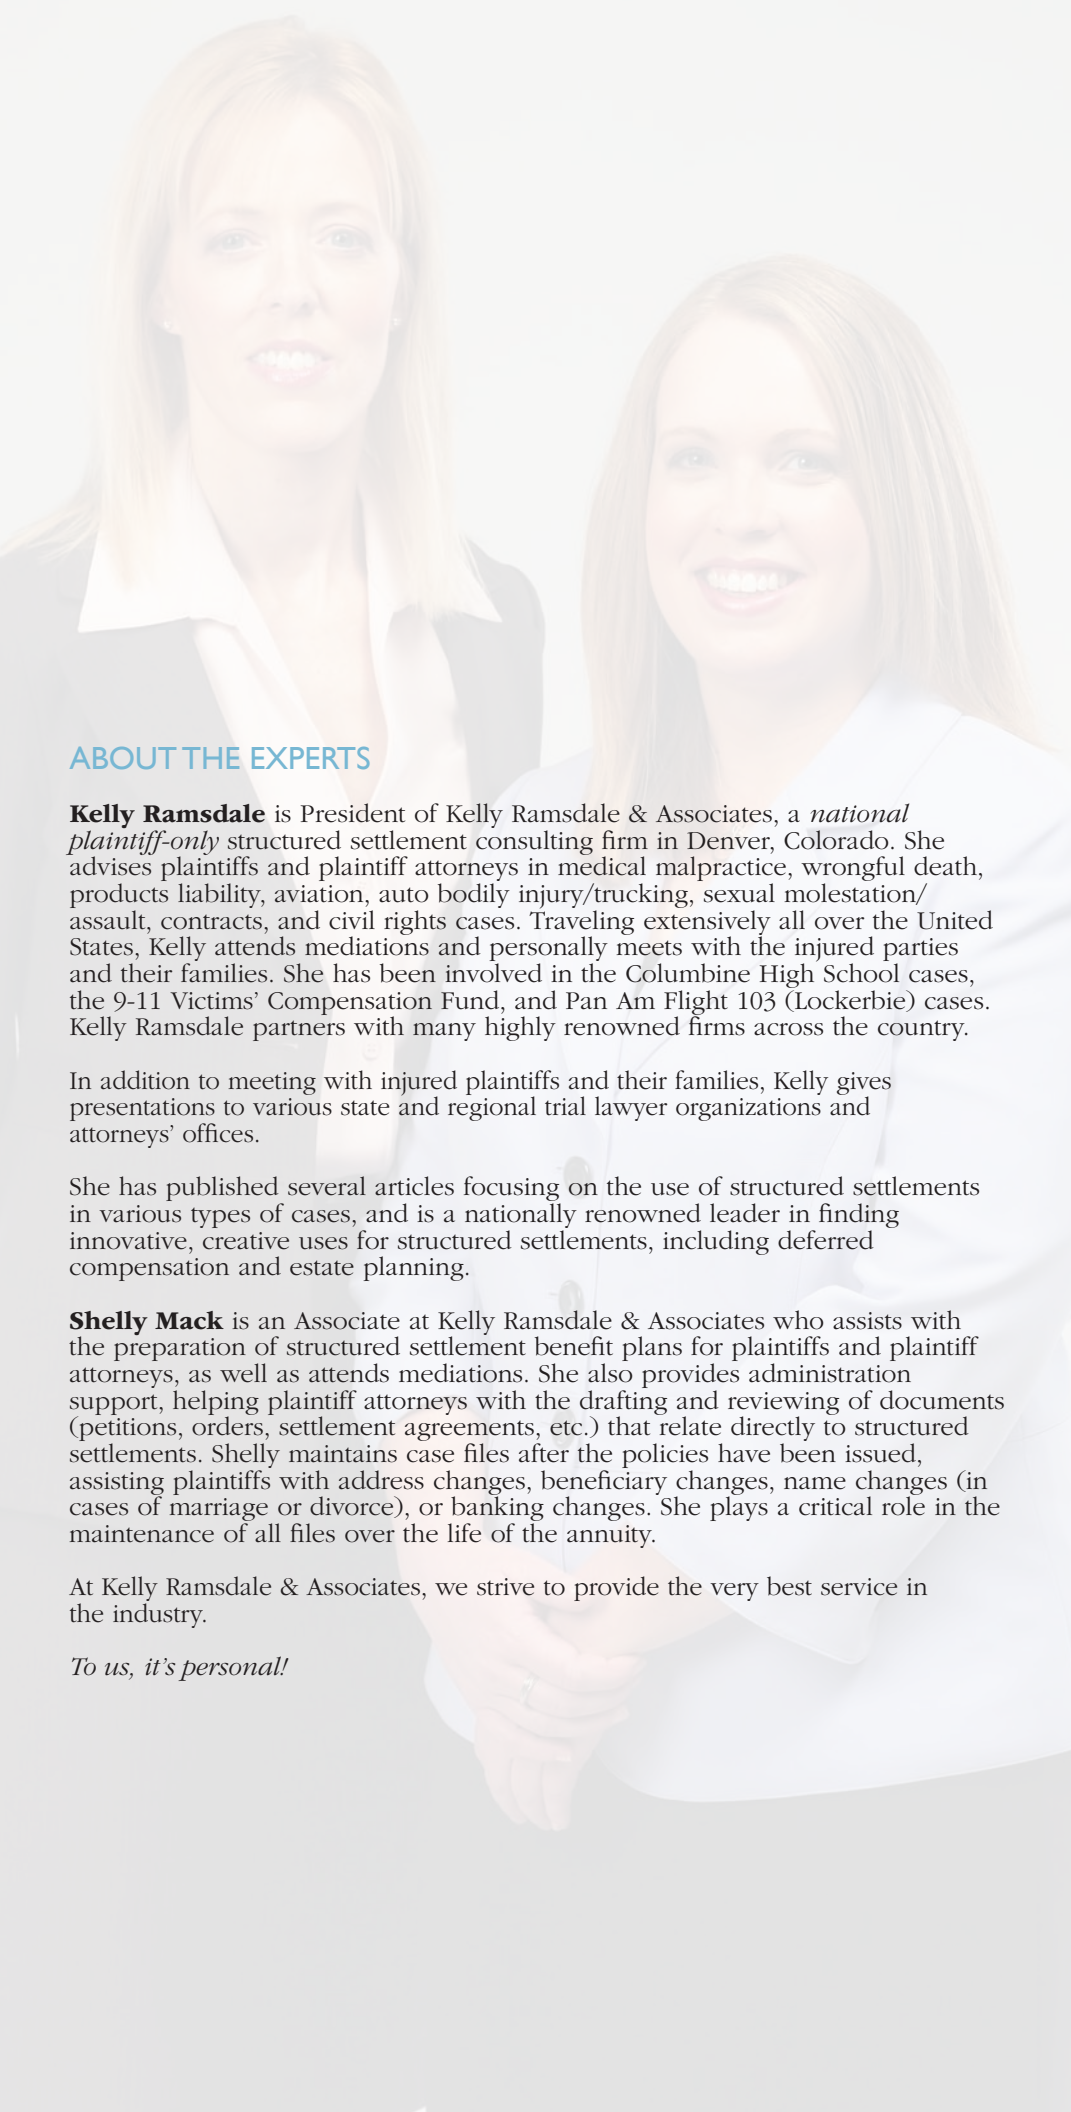 ABOUT THE EXPERTS
Kelly Ramsdale is President of Kelly Ramsdale & Associates, a national
plaintiff-only structured settlement consulting firm in Denver, Colorado. She
advises plaintiffs and plaintiff attorneys in medical malpractice, wrongful death,
products liability, aviation, auto bodily injury/trucking, sexual molestation/
assault, contracts, and civil rights cases. Traveling extensively all over the United
States, Kelly attends mediations and personally meets with the injured parties
and their families. She has been involved in the Columbine High School cases,
the 9-11 Victims’ Compensation Fund, and Pan Am Flight 103 (Lockerbie) cases.
Kelly Ramsdale partners with many highly renowned firms across the country.
In addition to meeting with injured plaintiffs and their families, Kelly gives
presentations to various state and regional trial lawyer organizations and
attorneys’ offices.
She has published several articles focusing on the use of structured settlements
in various types of cases, and is a nationally renowned leader in finding
innovative, creative uses for structured settlements, including deferred
compensation and estate planning.
Shelly Mack is an Associate at Kelly Ramsdale & Associates who assists with
the preparation of structured settlement benefit plans for plaintiffs and plaintiff
attorneys, as well as attends mediations. She also provides administration
support, helping plaintiff attorneys with the drafting and reviewing of documents
(petitions, orders, settlement agreements, etc.) that relate directly to structured
settlements. Shelly maintains case files after the policies have been issued,
assisting plaintiffs with address changes, beneficiary changes, name changes (in
cases of marriage or divorce), or banking changes. She plays a critical role in the
maintenance of all files over the life of the annuity.
At Kelly Ramsdale & Associates, we strive to provide the very best service in
the industry.
To us, it’s personal!